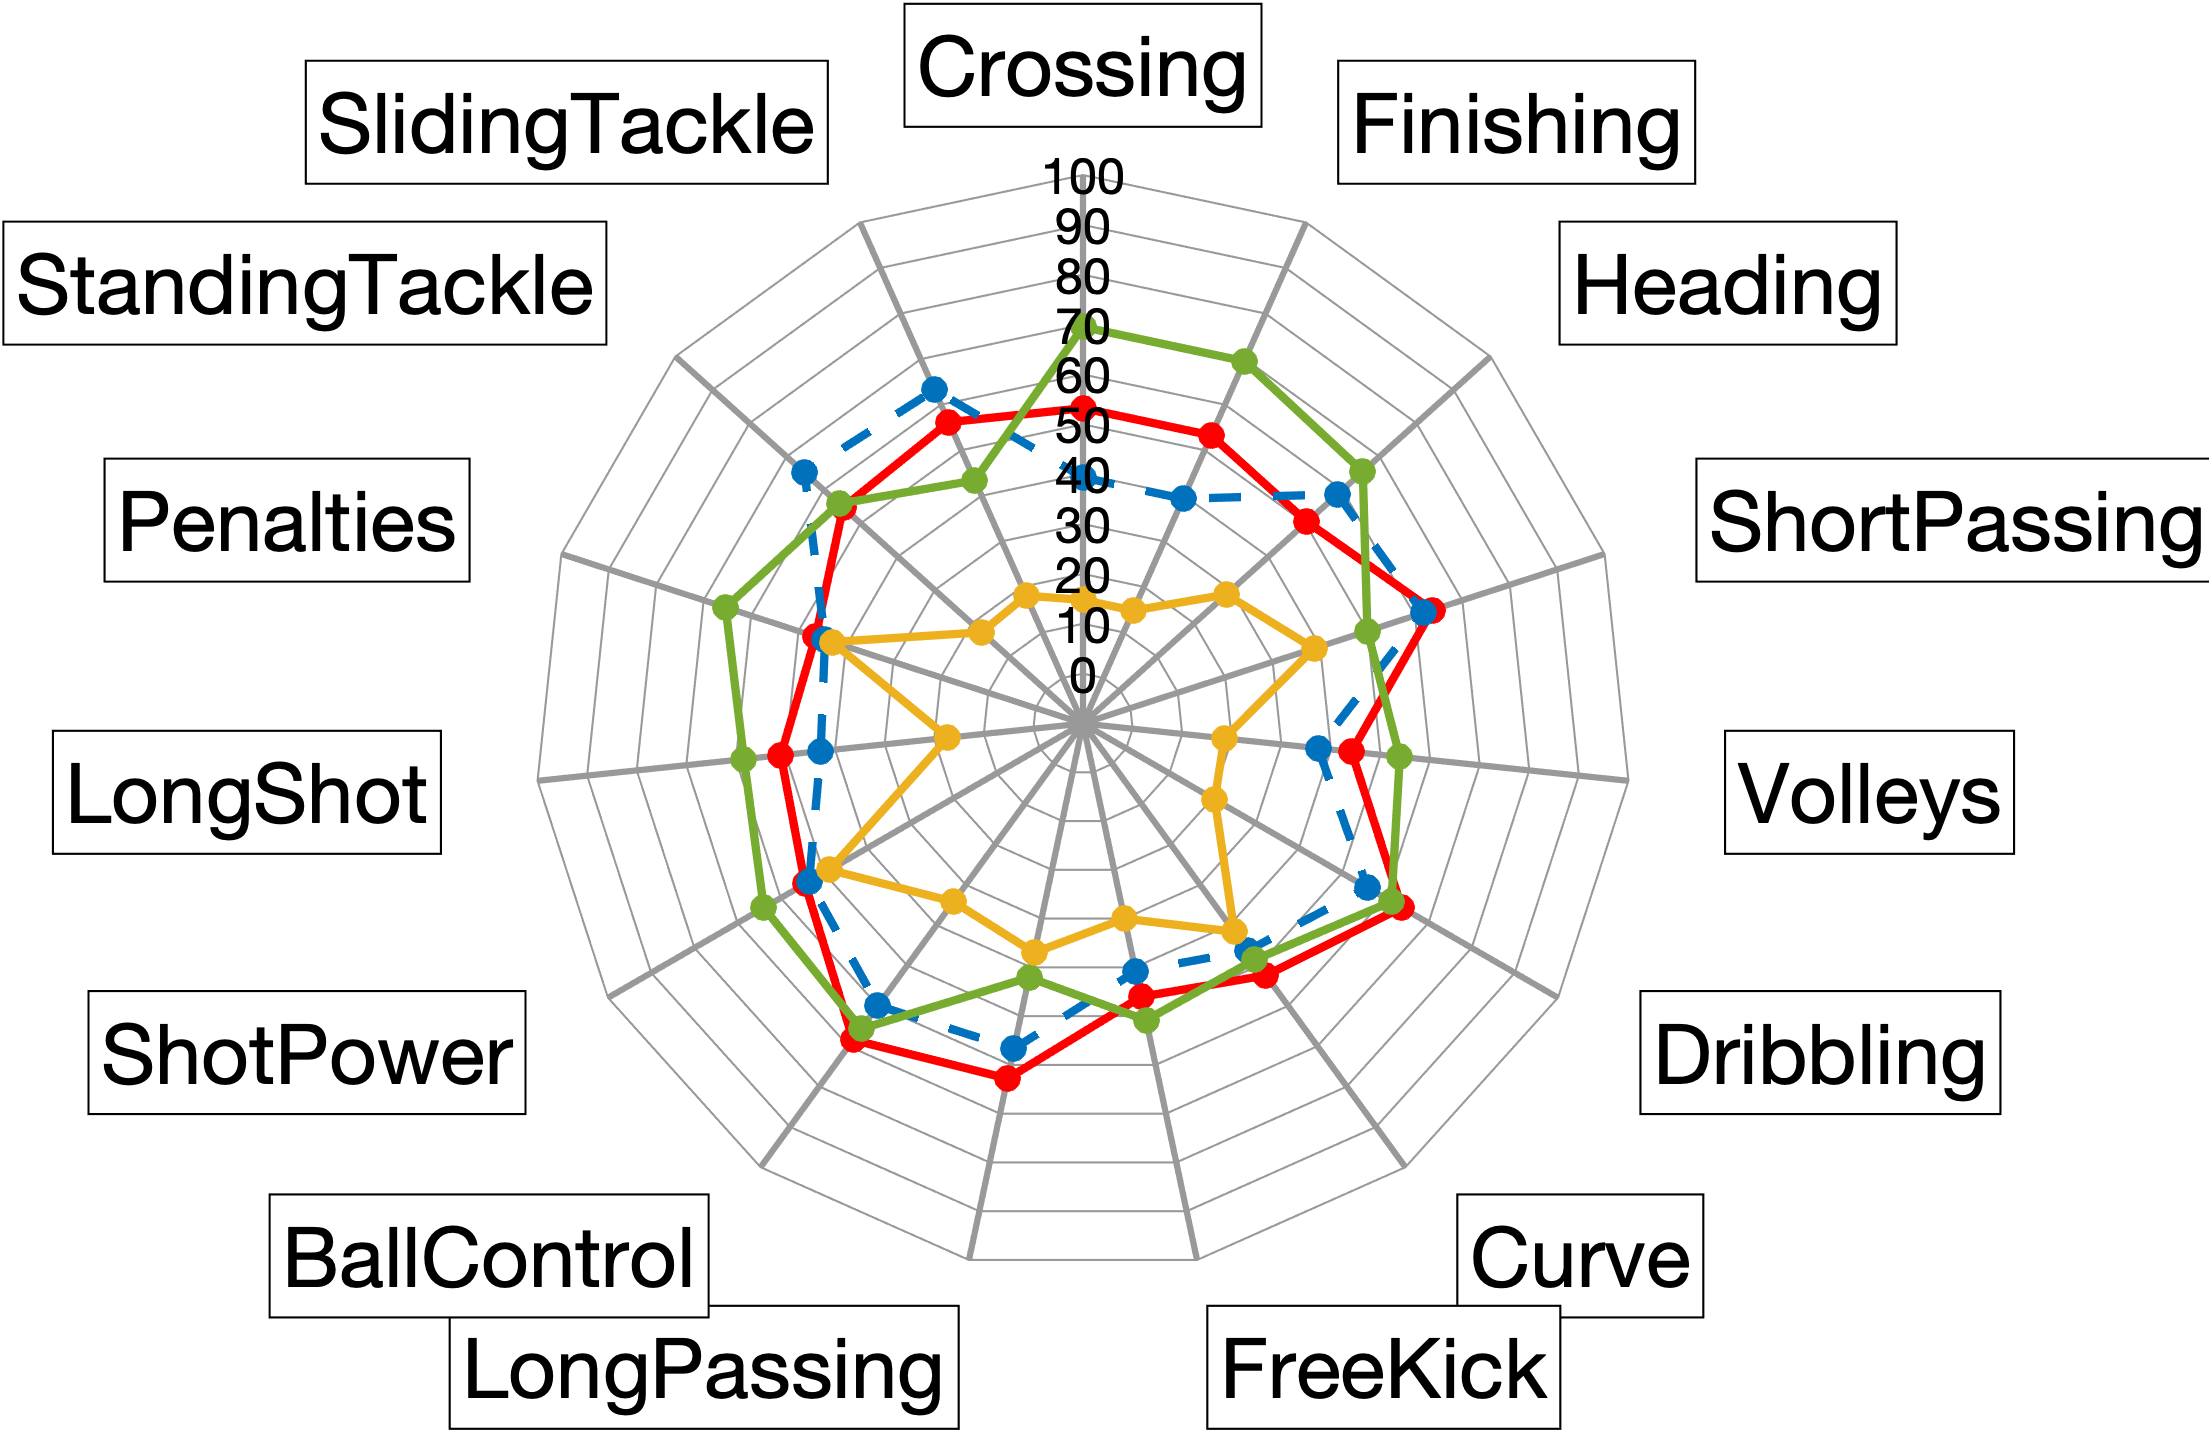 Crossing
SlidingTackle
Finishing
StandingTackle
Heading
Penalties
ShortPassing
LongShot
Volleys
ShotPower
Dribbling
BallControl
Curve
LongPassing
FreeKick
100
90
80
70
60
50
40
30
20
10
0